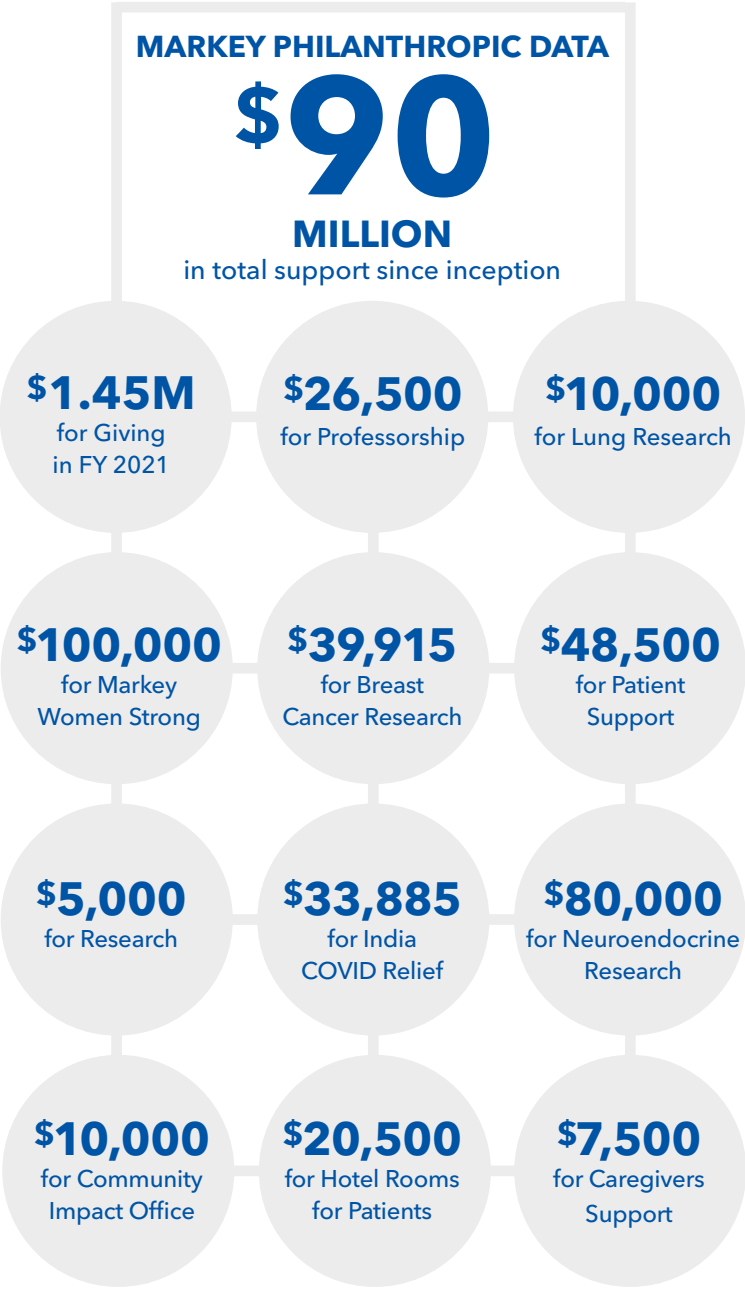 MARKEY PHILANTHROPIC DATA
$90
MILLION
in total support since inception
$1.45M
for Giving
in FY 2021
$26,500
for Professorship
$10,000
for Lung Research
$100,000
for Markey
Women Strong
$39,915
for Breast
Cancer Research
$48,500
for Patient
Support
$5,000
for Research
$33,885
for India
COVID Relief
$80,000
for Neuroendocrine
Research
$10,000
for Community
Impact Office
$20,500
for Hotel Rooms
for Patients
$7,500
for Caregivers
Support